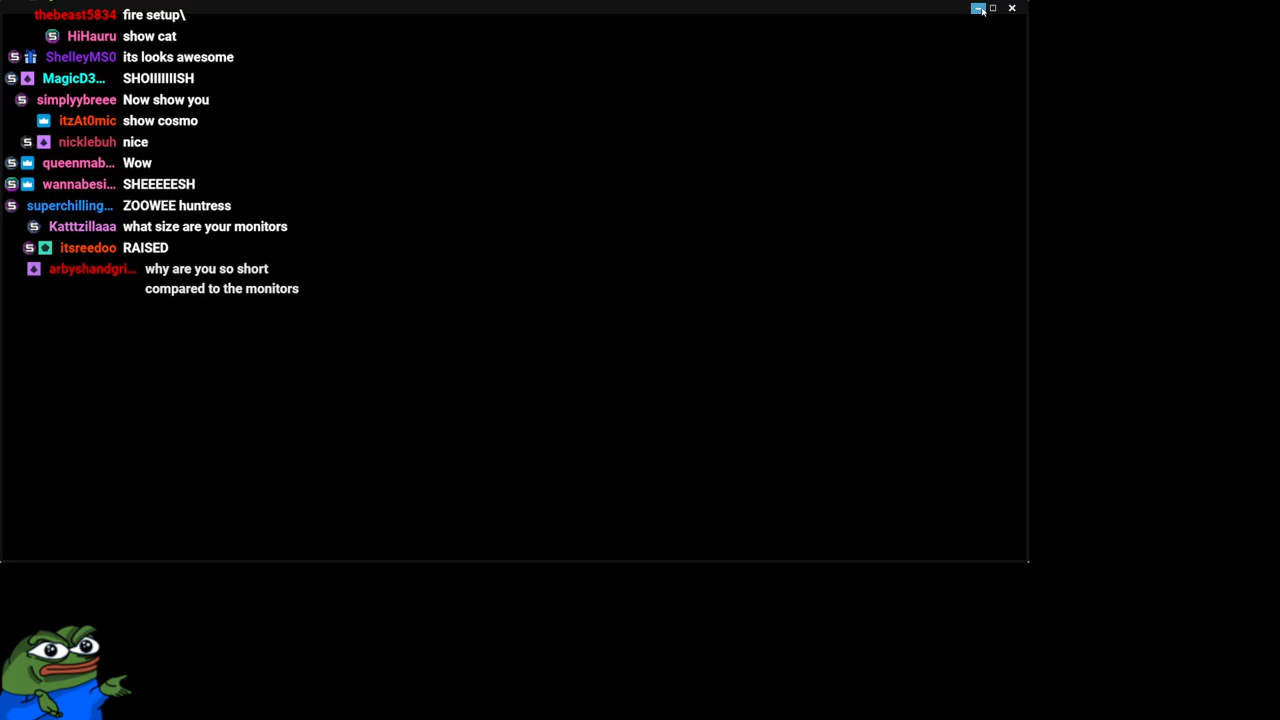 thebeast5834 fire setup\
HiHauru show cat
ShelleyMS0 its looks awesome
MagicD3... SHOIIIIIISH
simplyybreee Now show you
itzAt0mic show cosmo
nicklebuh nice
queenmab... Wow
wannabesi... SHEEEEESH
superchilling... ZOOWEE huntress
Katttzillaaa what size are your monitors
itsreedoo RAISED
arbyshandgri... why are you so short
compared to the monitors